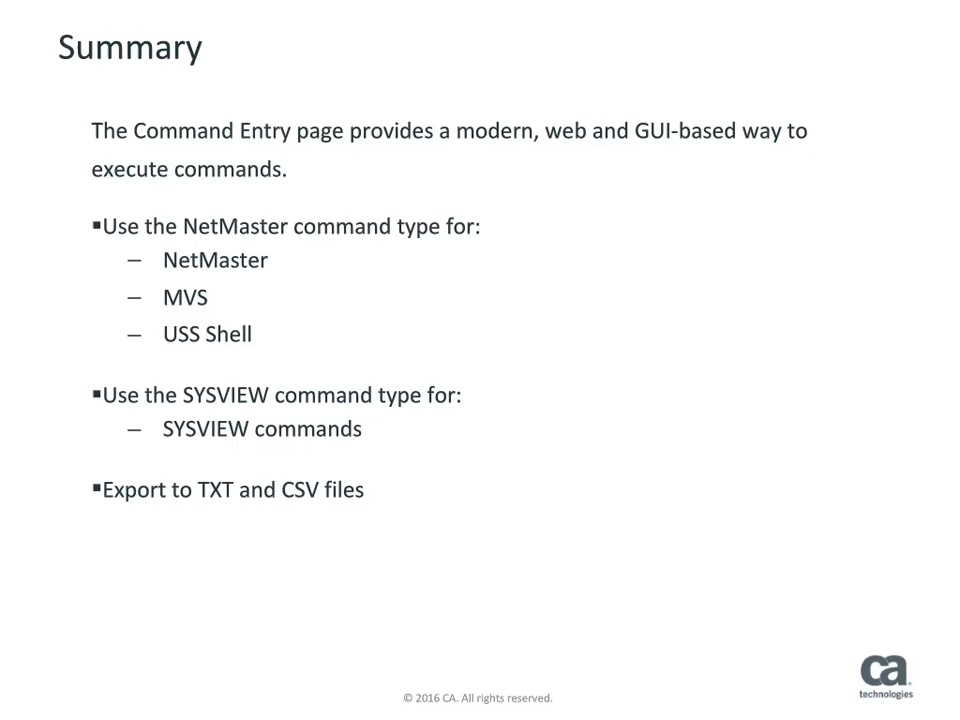 Summary
The Command Entry page provides a modern, web and GUI-based way to
execute commands.
▪Use the NetMaster command type for:
– NetMaster
– MVS
– USS Shell
▪Use the SYSVIEW command type for:
– SYSVIEW commands
▪Export to TXT and CSV files
ca
technologies
© 2016 CA. All rights reserved.